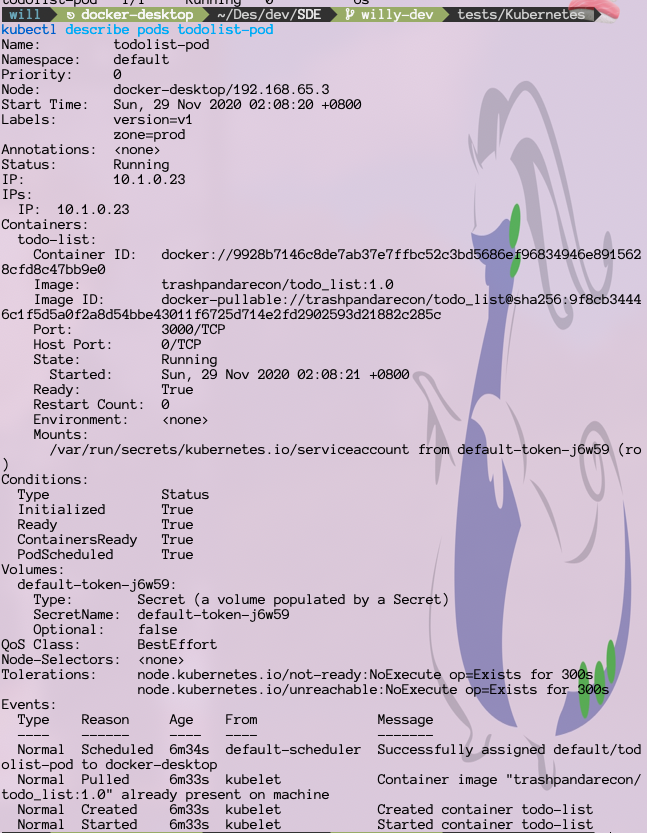 todolist-pod   1/1     Running   0          6s
will  docker-desktop  ~/Des/dev/SDE  willy-dev  tests/Kubernetes
kubectl describe pods todolist-pod
Name:         todolist-pod
Namespace:    default
Priority:     0
Node:         docker-desktop/192.168.65.3
Start Time:   Sun, 29 Nov 2020 02:08:20 +0800
Labels:       version=v1
              zone=prod
Annotations:  <none>
Status:       Running
IP:           10.1.0.23
IPs:
  IP:  10.1.0.23
Containers:
  todo-list:
    Container ID:   docker://9928b7146c8de7ab37e7ffbc52c3bd5686ef96834946e891562
8cfd8c47bb9e0
    Image:          trashpandarecon/todo_list:1.0
    Image ID:       docker-pullable://trashpandarecon/todo_list@sha256:9f8cb3444
6c1f5d5a0f2a8d54bbe43011f6725d714e2fd2902593d21882c285c
    Port:           3000/TCP
    Host Port:      0/TCP
    State:          Running
      Started:      Sun, 29 Nov 2020 02:08:21 +0800
    Ready:          True
    Restart Count:  0
    Environment:    <none>
    Mounts:
      /var/run/secrets/kubernetes.io/serviceaccount from default-token-j6w59 (ro
)
Conditions:
  Type              Status
  Initialized       True
  Ready             True
  ContainersReady   True
  PodScheduled      True
Volumes:
  default-token-j6w59:
    Type:        Secret (a volume populated by a Secret)
    SecretName:  default-token-j6w59
    Optional:    false
QoS Class:       BestEffort
Node-Selectors:  <none>
Tolerations:     node.kubernetes.io/not-ready:NoExecute op=Exists for 300s
                 node.kubernetes.io/unreachable:NoExecute op=Exists for 300s
Events:
  Type    Reason     Age    From               Message
  ----    ------     ----   ----               -------
  Normal  Scheduled  6m34s  default-scheduler  Successfully assigned default/tod
olist-pod to docker-desktop
  Normal  Pulled     6m33s  kubelet            Container image "trashpandarecon/
todo_list:1.0" already present on machine
  Normal  Created    6m33s  kubelet            Created container todo-list
  Normal  Started    6m33s  kubelet            Started container todo-list